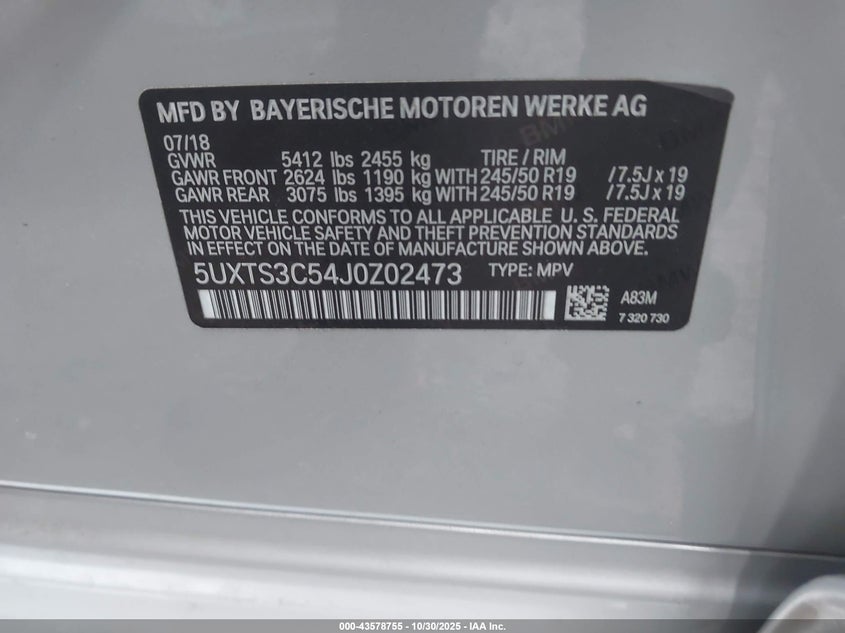 MFD BY BAYERISCHE MOTOREN WERKE AG
07/18
GVWR 5412 lbs 2455 kg TIRE / RIM
GAWR FRONT 2624 lbs 1190 kg WITH 245/50 R19 / 7.5J x 19
GAWR REAR 3075 lbs 1395 kg WITH 245/50 R19 / 7.5J x 19
THIS VEHICLE CONFORMS TO ALL APPLICABLE U. S. FEDERAL
MOTOR VEHICLE SAFETY AND THEFT PREVENTION STANDARDS
IN EFFECT ON THE DATE OF MANUFACTURE SHOWN ABOVE.
5UXTS3C54J0Z02473 TYPE: MPV
A83M
7 320 730
000-43578755 - 10/30/2025 - IAA Inc.